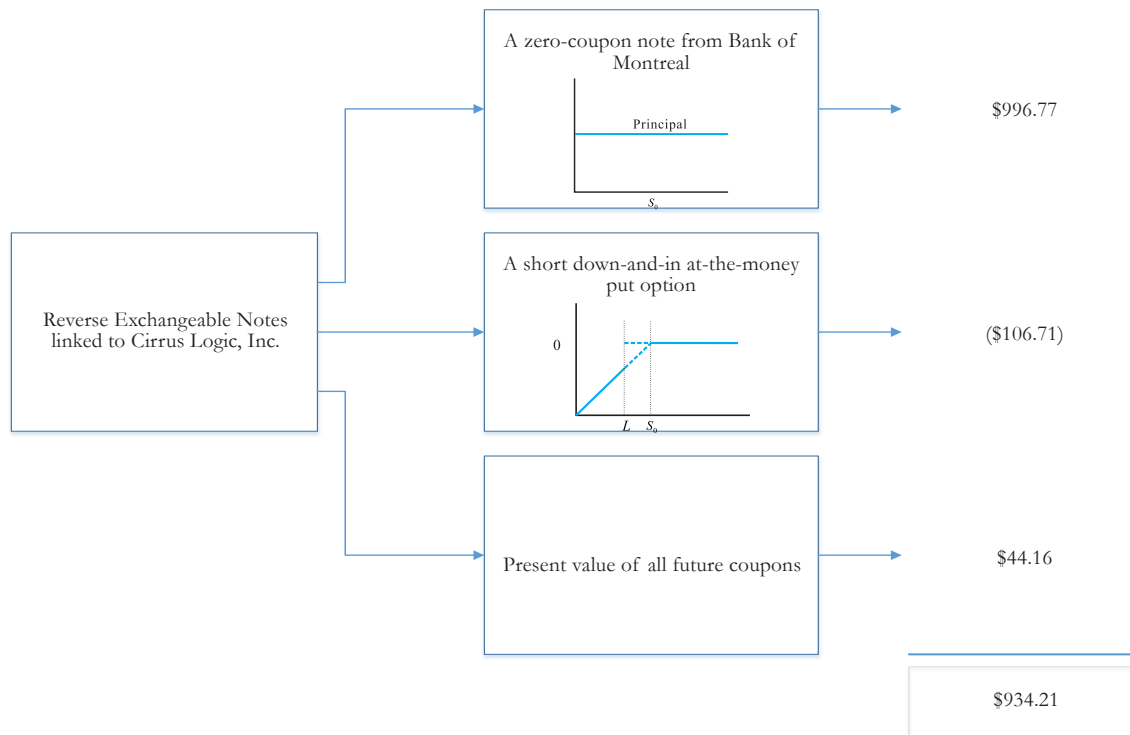 A zero-coupon note from Bank of
Montreal
Principal
S₀
$996.77
Reverse Exchangeable Notes
linked to Cirrus Logic, Inc.
A short down-and-in at-the-money
put option
0
L S₀
($106.71)
Present value of all future coupons
$44.16
$934.21